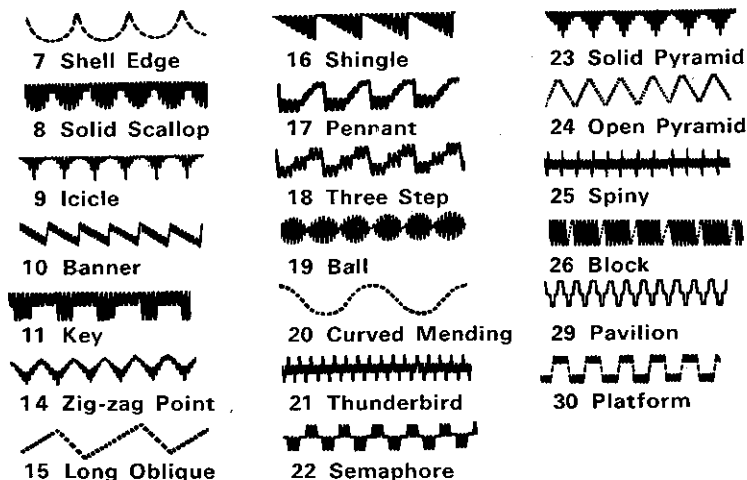 7 Shell Edge
8 Solid Scallop
9 Icicle
10 Banner
11 Key
14 Zig-zag Point
15 Long Oblique
16 Shingle
17 Pennant
18 Three Step
19 Ball
20 Curved Mending
21 Thunderbird
22 Semaphore
23 Solid Pyramid
24 Open Pyramid
25 Spiny
26 Block
29 Pavilion
30 Platform